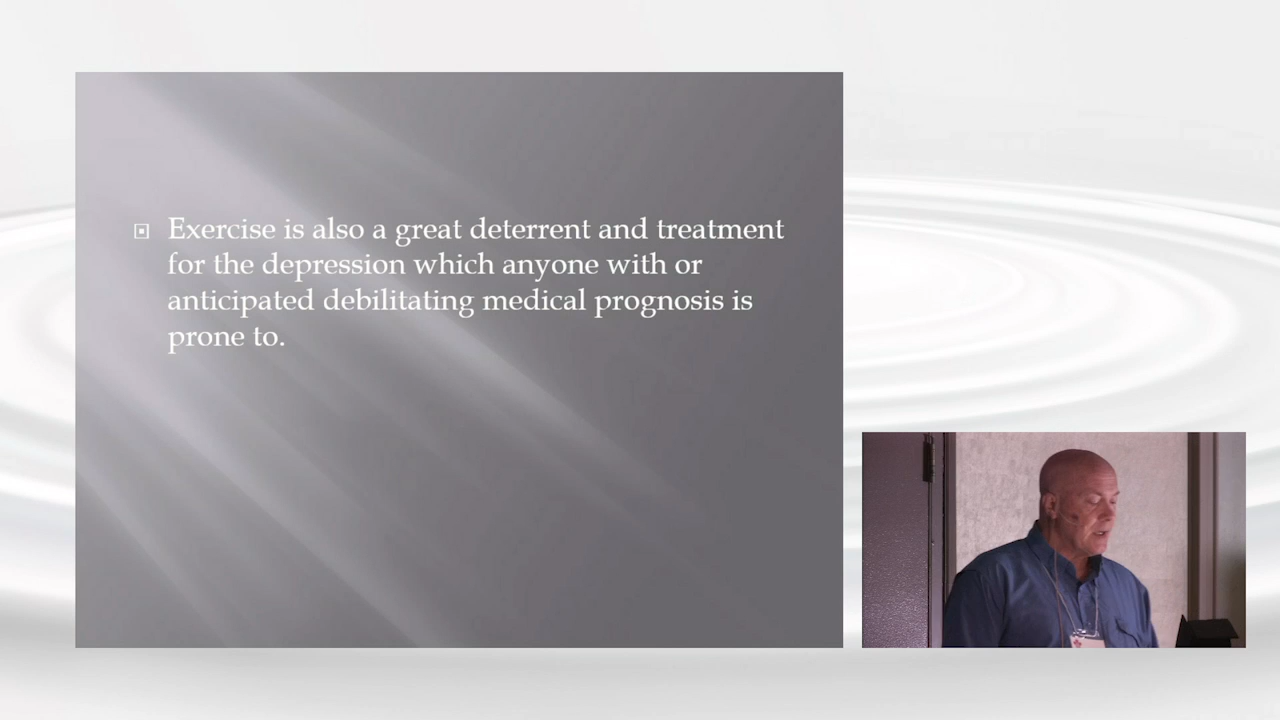 Exercise is also a great deterrent and treatment
for the depression which anyone with or
anticipated debilitating medical prognosis is
prone to.